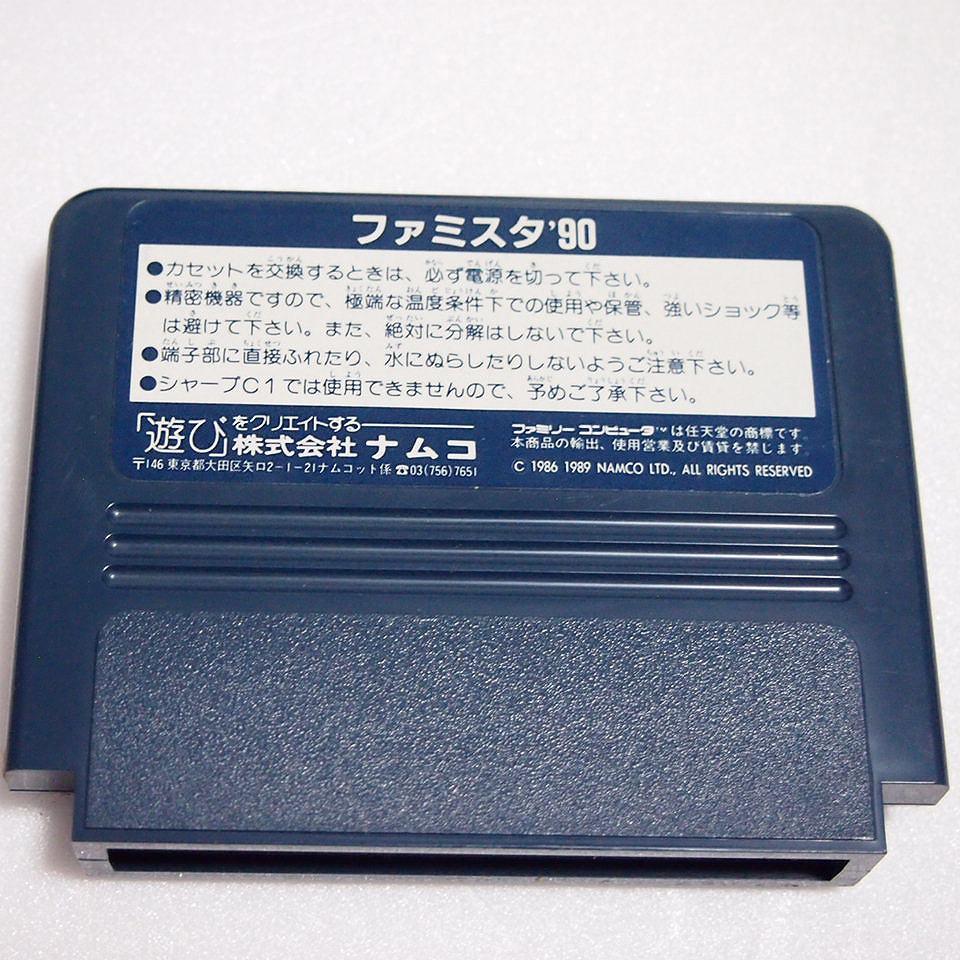 ファミスタ'90
●カセットを交換するときは、必ず電源を切って下さい。
●精密機器ですので、極端な温度条件下での使用や保管、強いショック等
は避けて下さい。また、絶対に分解はしないで下さい。
●端子部に直接ふれたり、水にぬらしたりしないようご注意下さい。
●シャープC1では使用できませんので、予めご了承下さい。
「遊び」をクリエイトする
株式会社 ナムコ
〒146 東京都大田区矢口2-1-21ナムコット係 ☎03(756)7651
ファミリー コンピュータ™は任天堂の商標です。
本商品の輸出、使用営業及び賃貸を禁じます。
© 1986 1989 NAMCO LTD., ALL RIGHTS RESERVED